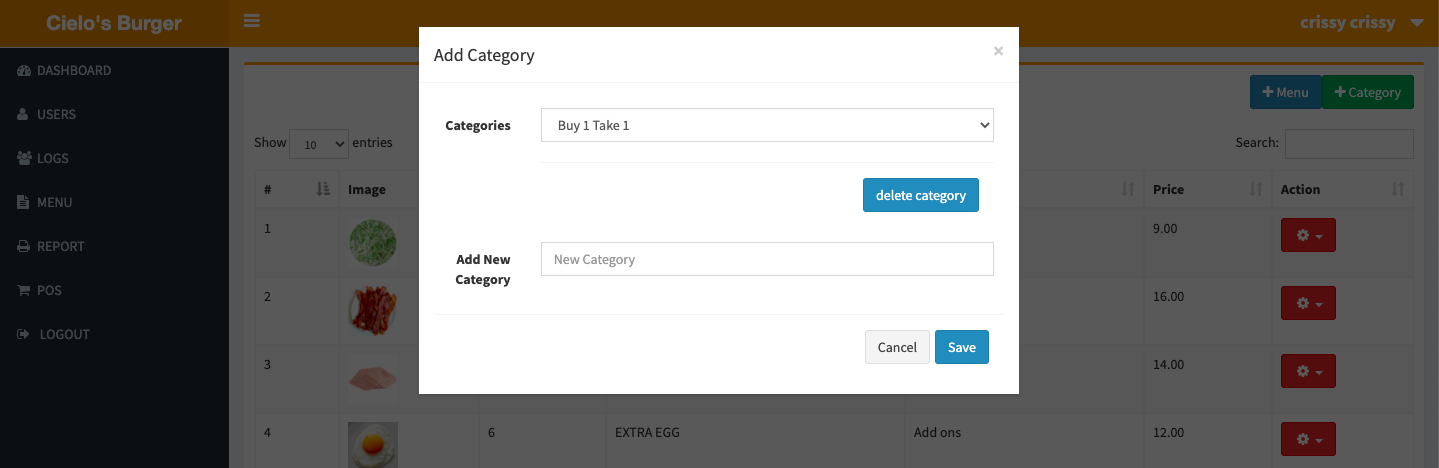 Cielo's Burger
crissy crissy
DASHBOARD
USERS
LOGS
MENU
REPORT
POS
LOGOUT
Add Category
×
Categories
Buy 1 Take 1
delete category
Add New
Category
New Category
Cancel
Save
Menu
Category
Show 10 entries
Search:
# Image Price Action
1 9.00
2 16.00
3 14.00
4 6 EXTRA EGG Add ons 12.00